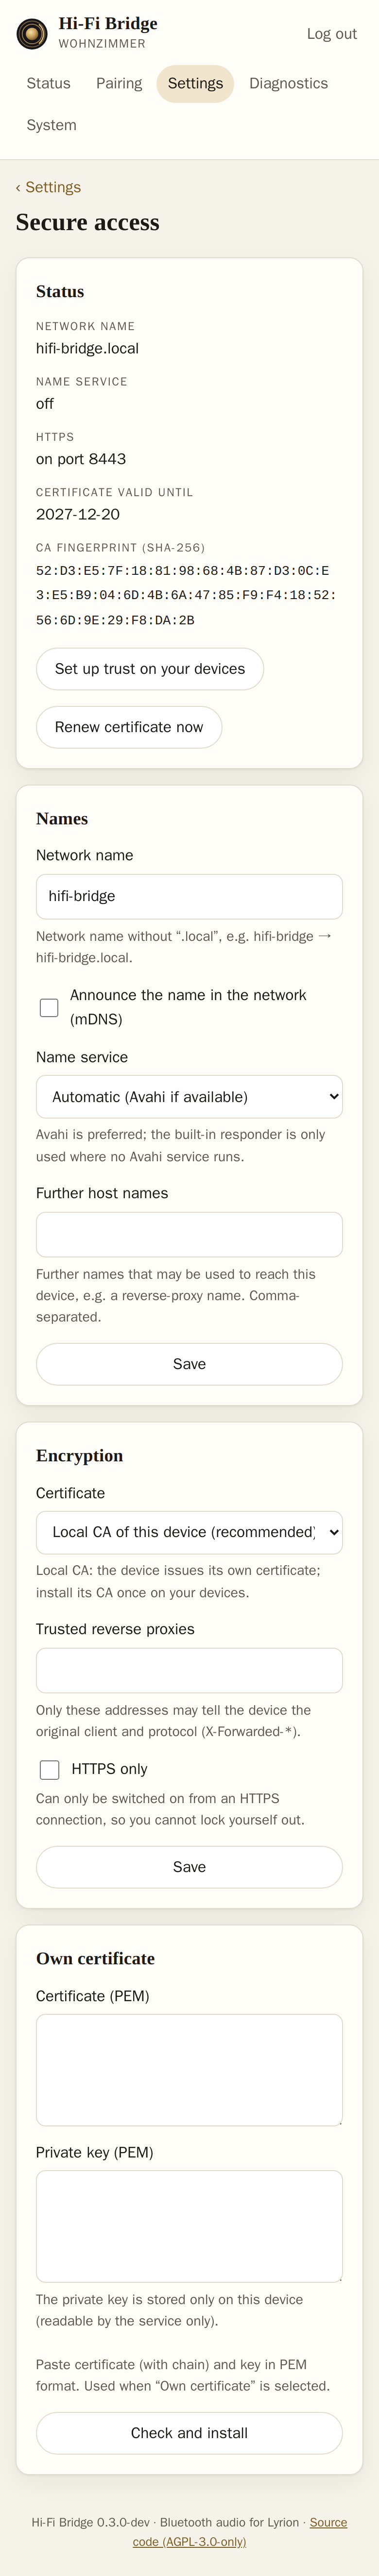 Hi-Fi Bridge
WOHNZIMMER
Log out
Status Pairing Settings Diagnostics
System
‹ Settings
Secure access
Status
NETWORK NAME
hifi-bridge.local
NAME SERVICE
off
HTTPS
on port 8443
CERTIFICATE VALID UNTIL
2027-12-20
CA FINGERPRINT (SHA-256)
52:D3:E5:7F:18:81:98:68:4B:87:D3:0C:E
3:E5:B9:04:6D:4B:6A:47:85:F9:F4:18:52:
56:6D:9E:29:F8:DA:2B
Set up trust on your devices
Renew certificate now
Names
Network name
hifi-bridge
Network name without “.local”, e.g. hifi-bridge →
hifi-bridge.local.
Announce the name in the network
(mDNS)
Name service
Automatic (Avahi if available)
Avahi is preferred; the built-in responder is only
used where no Avahi service runs.
Further host names
Further names that may be used to reach this
device, e.g. a reverse-proxy name. Comma-
separated.
Save
Encryption
Certificate
Local CA of this device (recommended)
Local CA: the device issues its own certificate;
install its CA once on your devices.
Trusted reverse proxies
Only these addresses may tell the device the
original client and protocol (X-Forwarded-*).
HTTPS only
Can only be switched on from an HTTPS
connection, so you cannot lock yourself out.
Save
Own certificate
Certificate (PEM)
Private key (PEM)
The private key is stored only on this device
(readable by the service only).
Paste certificate (with chain) and key in PEM
format. Used when “Own certificate” is selected.
Check and install
Hi-Fi Bridge 0.3.0-dev · Bluetooth audio for Lyrion · Source
code (AGPL-3.0-only)